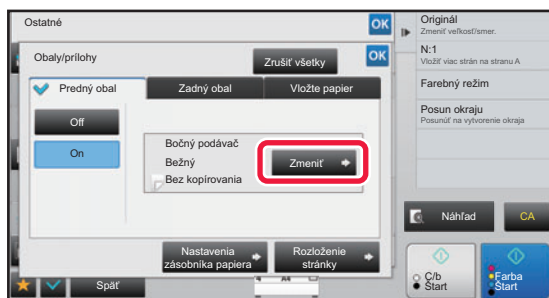 Ostatné
OK
Obaly/prílohy
Zrušiť všetky
OK
Predný obal
Zadný obal
Vložte papier
Off
On
Bočný podávač
Bežný
Bez kopírovania
Zmeniť
Nastavenia
zásobníka papiera
Rozloženie
stránky
Späť
A4
Originál
Zmeniť veľkosť/smer.
N:1
Vložiť viac strán na stranu A
Farebný režim
Posun okraju
Posunúť na vytvorenie okraja
Náhľad
CA
Č/b
Štart
Farba
Štart